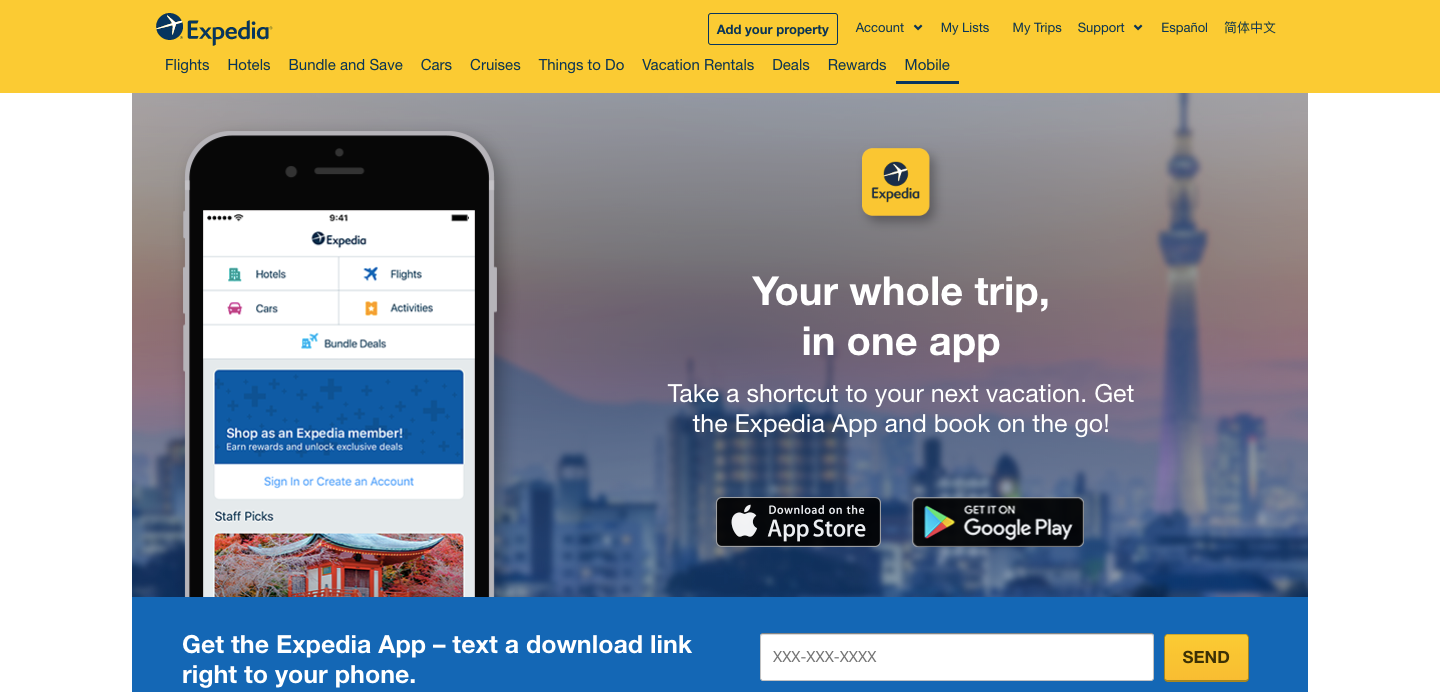 Expedia
Add your property
Account
My Lists
My Trips
Support
Español
简体中文
Flights
Hotels
Bundle and Save
Cars
Cruises
Things to Do
Vacation Rentals
Deals
Rewards
Mobile
9:41
Expedia
Hotels
Flights
Cars
Activities
Bundle Deals
Shop as an Expedia member!
Earn rewards and unlock exclusive deals
Sign In or Create an Account
Staff Picks
Expedia
Your whole trip,
in one app
Take a shortcut to your next vacation. Get
the Expedia App and book on the go!
Download on the
App Store
GET IT ON
Google Play
Get the Expedia App – text a download link
right to your phone.
XXX-XXX-XXXX
SEND